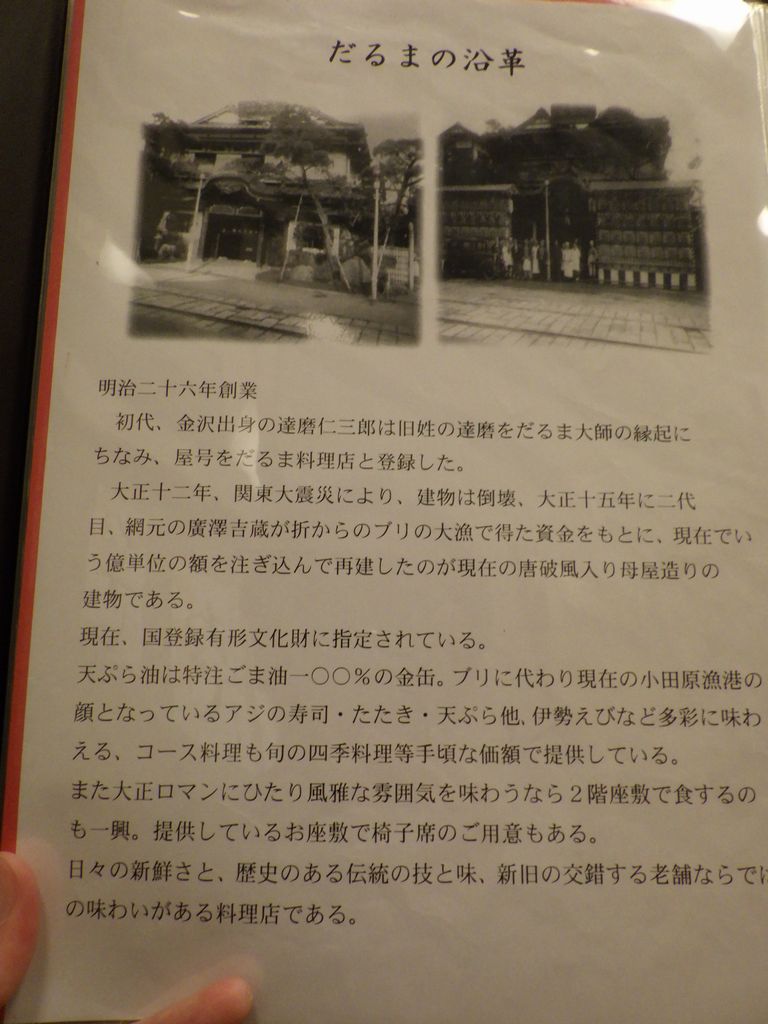 だるまの沿革
明治二十六年創業
初代、金沢出身の達磨仁三郎は旧姓の達磨をだるま大師の縁起に
ちなみ、屋号をだるま料理店と登録した。
大正十二年、関東大震災により、建物は倒壊、大正十五年に二代
目、網元の廣澤吉蔵が折からのブリの大漁で得た資金をもとに、現在でい
う億単位の額を注ぎ込んで再建したのが現在の唐破風入り母屋造りの
建物である。
現在、国登録有形文化財に指定されている。
天ぷら油は特注ごま油一〇〇％の金缶。ブリに代わり現在の小田原漁港の
顔となっているアジの寿司・たたき・天ぷら他、伊勢えびなど多彩に味わ
える、コース料理も旬の四季料理等手頃な価額で提供している。
また大正ロマンにひたり風雅な雰囲気を味わうなら２階座敷で食するの
も一興。提供しているお座敷で椅子席のご用意もある。
日々の新鮮さと、歴史のある伝統の技と味、新旧の交錯する老舗ならでは
の味わいがある料理店である。